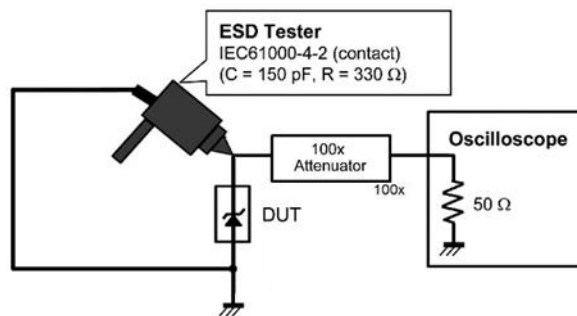 ESD Tester
IEC61000-4-2 (contact)
(C = 150 pF, R = 330 Ω)
100x
Attenuator
100x
Oscilloscope
50 Ω
DUT